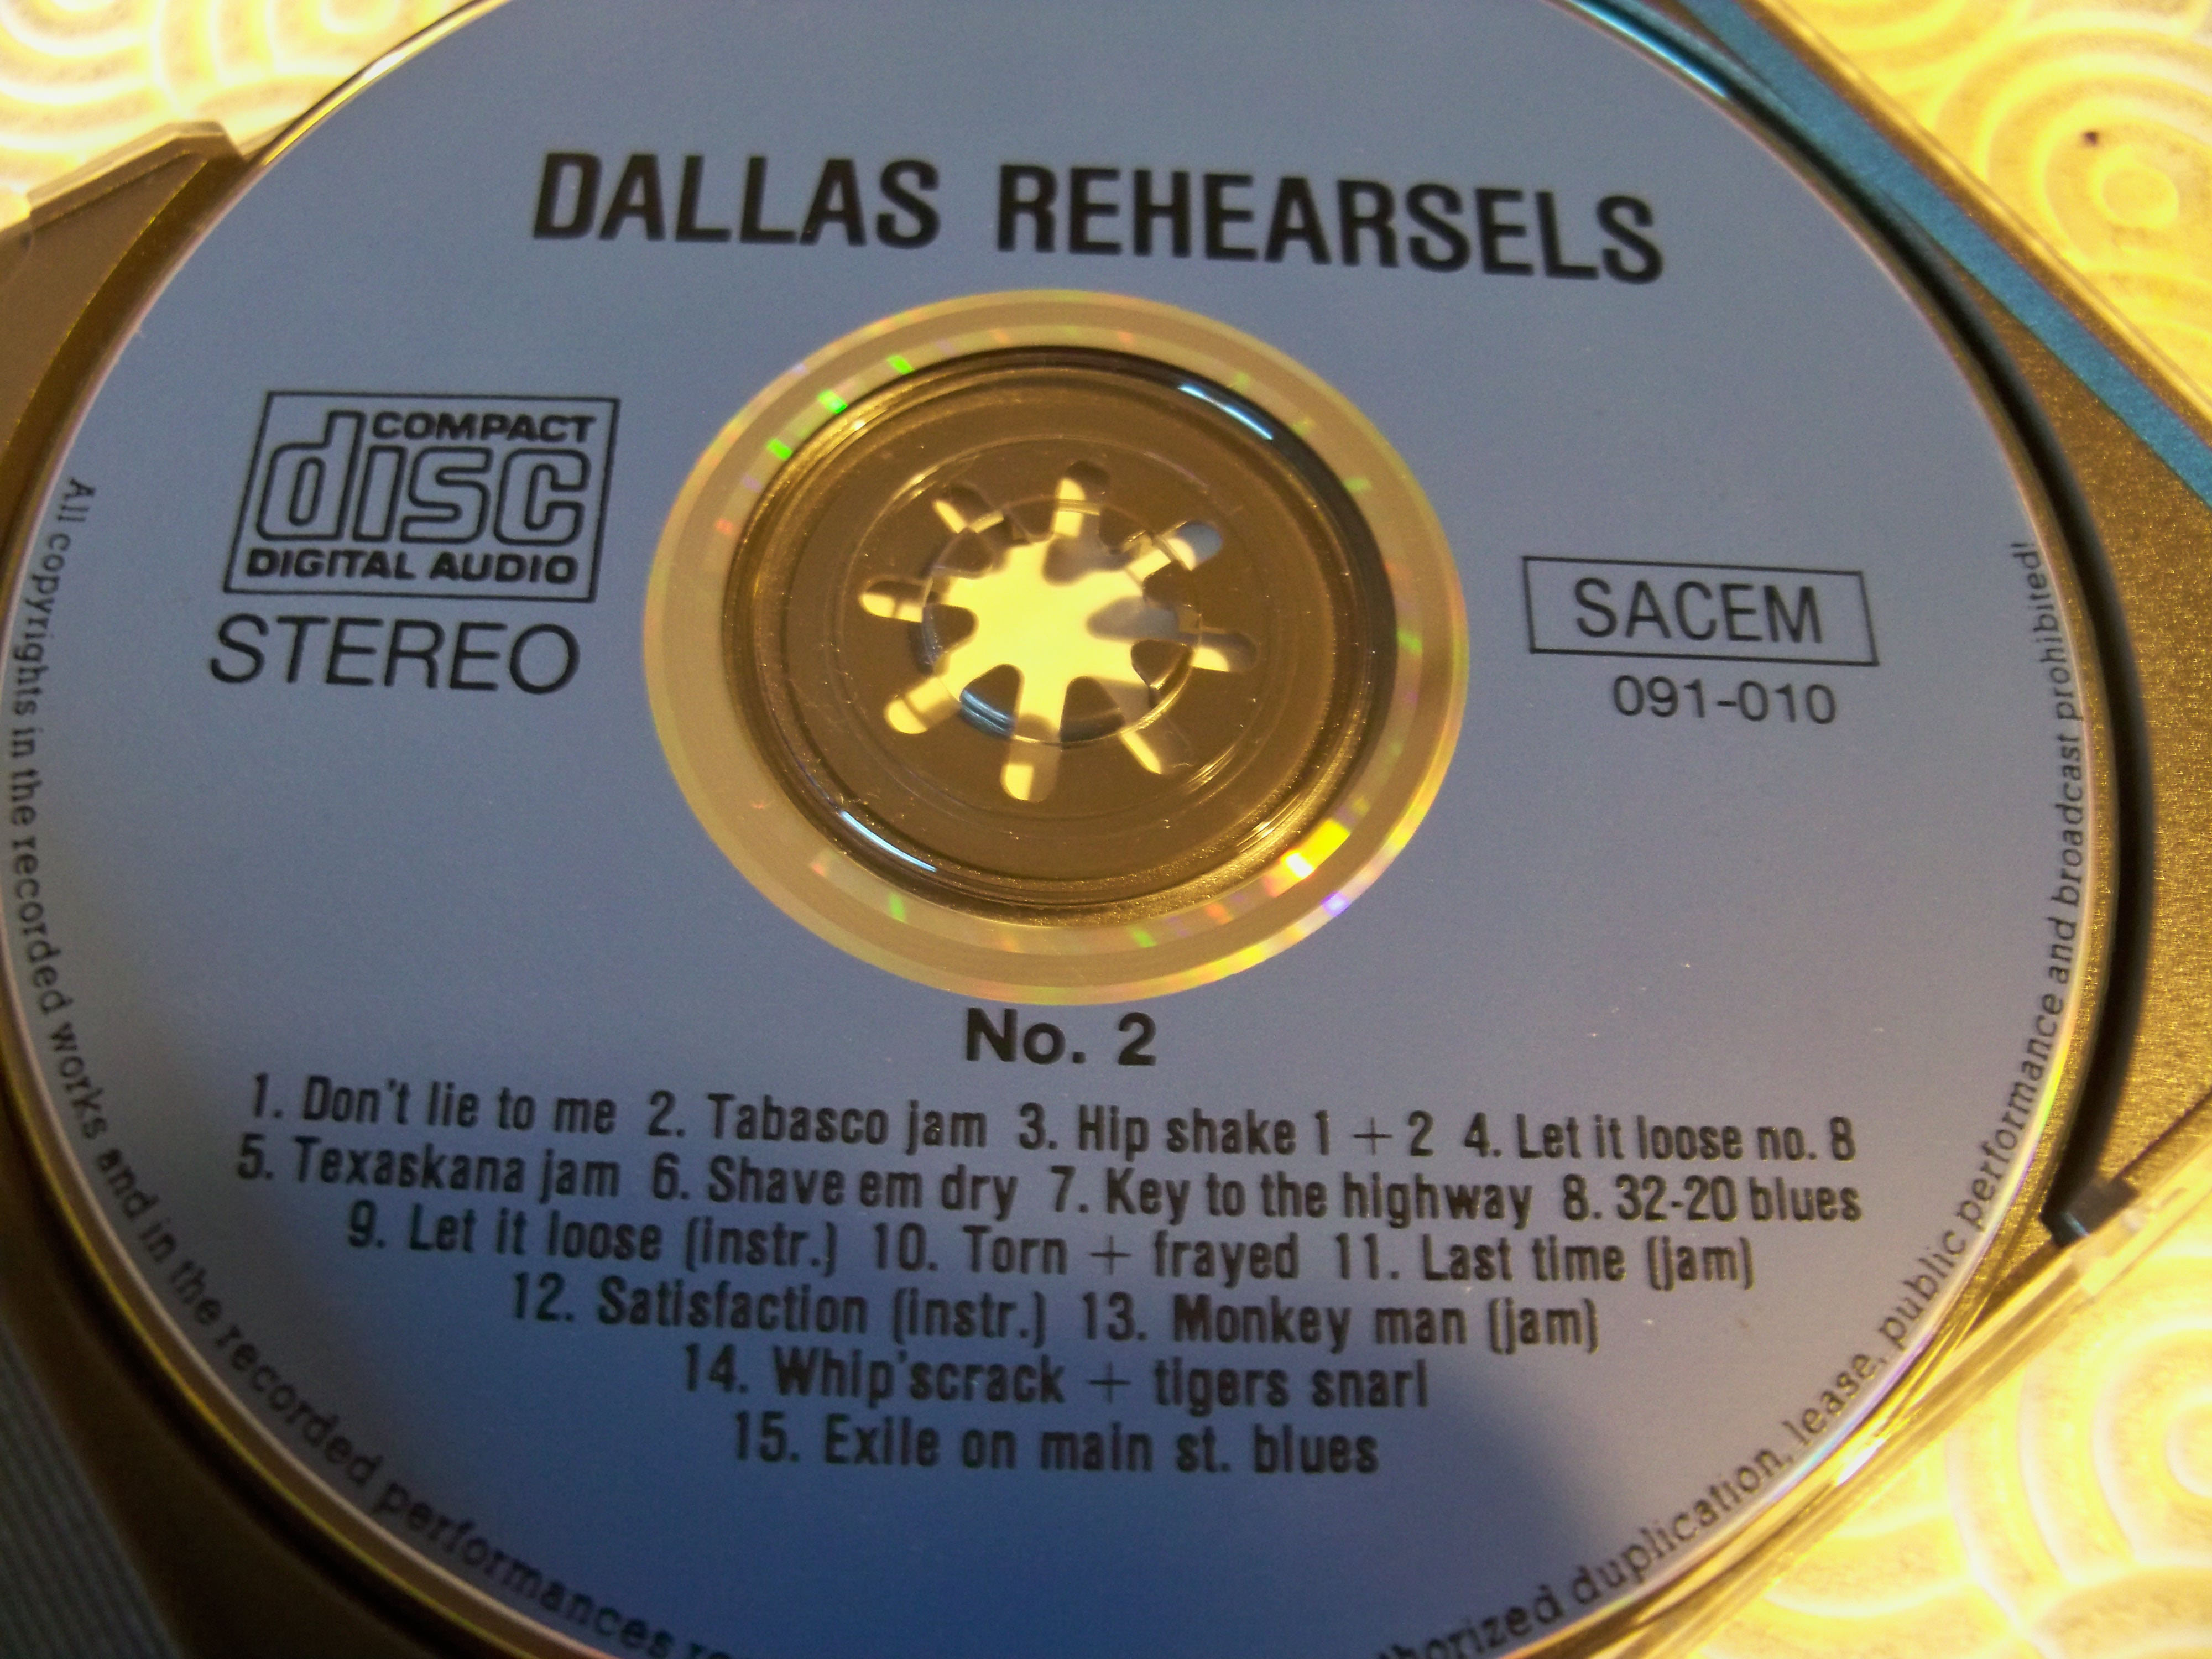 DALLAS REHEARSELS
COMPACT
disc
DIGITAL AUDIO
STEREO
SACEM
091-010
No. 2
1. Don't lie to me 2. Tabasco jam 3. Hip shake 1 + 2 4. Let it loose no. 8
5. Texaskana jam 6. Shave em dry 7. Key to the highway 8. 32-20 blues
9. Let it loose (instr.) 10. Torn + frayed 11. Last time (jam)
12. Satisfaction (instr.) 13. Monkey man (jam)
14. Whip'scrack + tigers snarl
15. Exile on main st. blues
All copyrights in the recorded works and in the recorded performances
duplication, lease, public performance and broadcast prohibited!